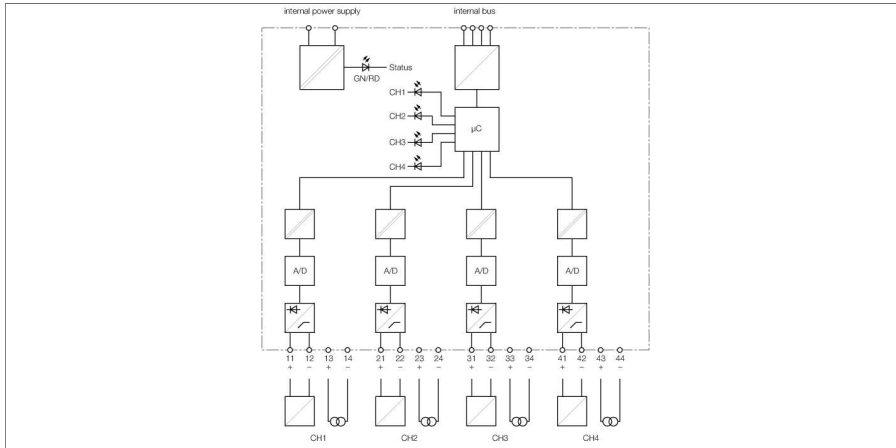 internal power supply
internal bus
Status
GN/RD
CH1
CH2
CH3
CH4
µC
A/D A/D A/D A/D
11 12 13 14 21 22 23 24 31 32 33 34 41 42 43 44
+ − + − + − + − + − + − + − + −
CH1 CH2 CH3 CH4